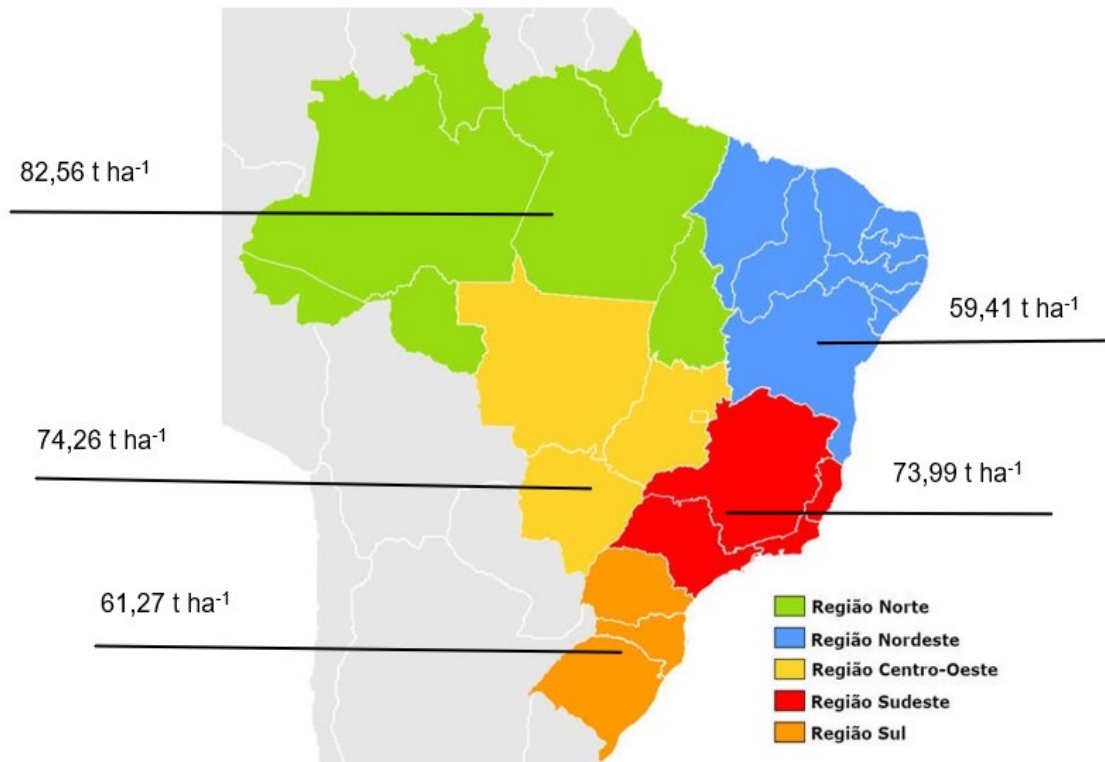 82,56 t ha⁻¹
59,41 t ha⁻¹
74,26 t ha⁻¹
73,99 t ha⁻¹
61,27 t ha⁻¹
Região Norte
Região Nordeste
Região Centro-Oeste
Região Sudeste
Região Sul